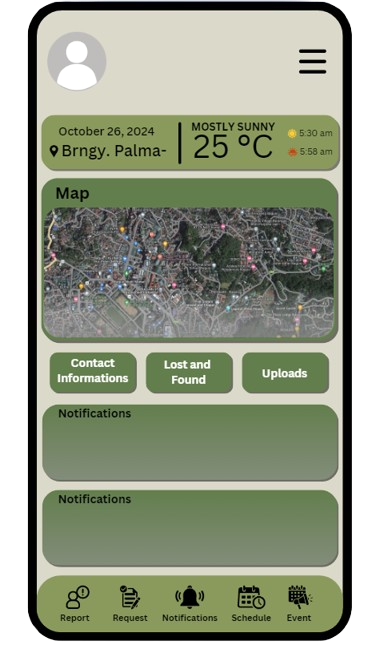 October 26, 2024
Brngy. Palma-
MOSTLY SUNNY
25 °C
5:30 am
5:58 am
Map
Contact
Informations
Lost and
Found
Uploads
Notifications
Notifications
Report
Request
Notifications
Schedule
Event